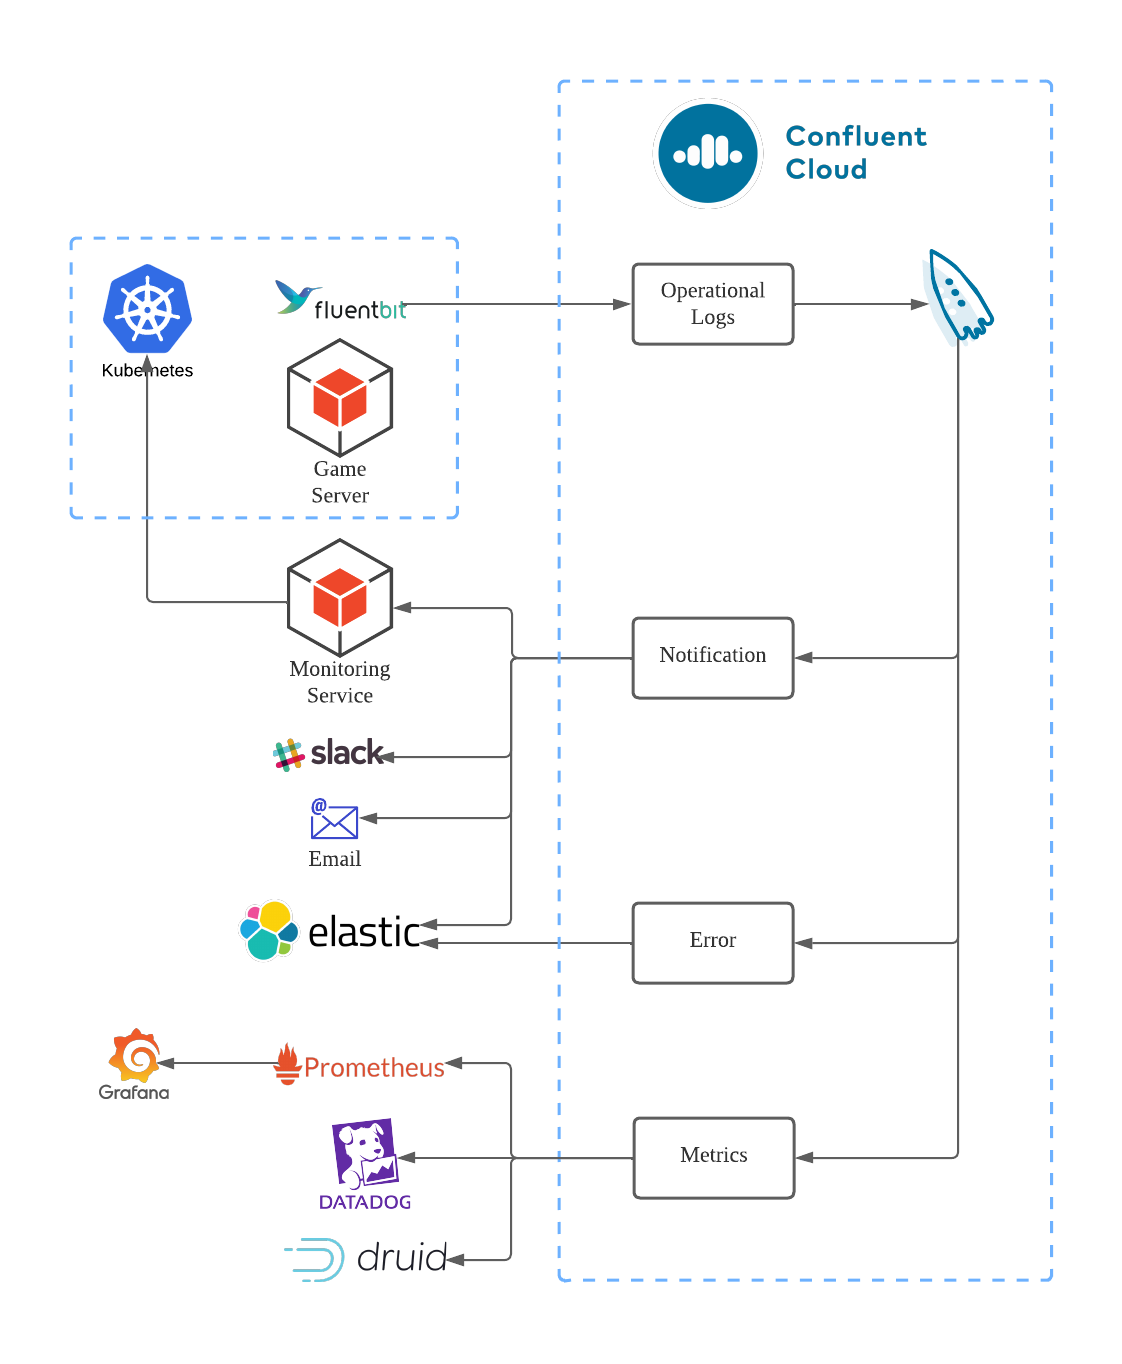 Confluent
Cloud
Kubernetes
fluentbit
Operational
Logs
Game
Server
Monitoring
Service
Notification
slack
@
Email
elastic
Error
Grafana
Prometheus
Metrics
DATADOG
druid